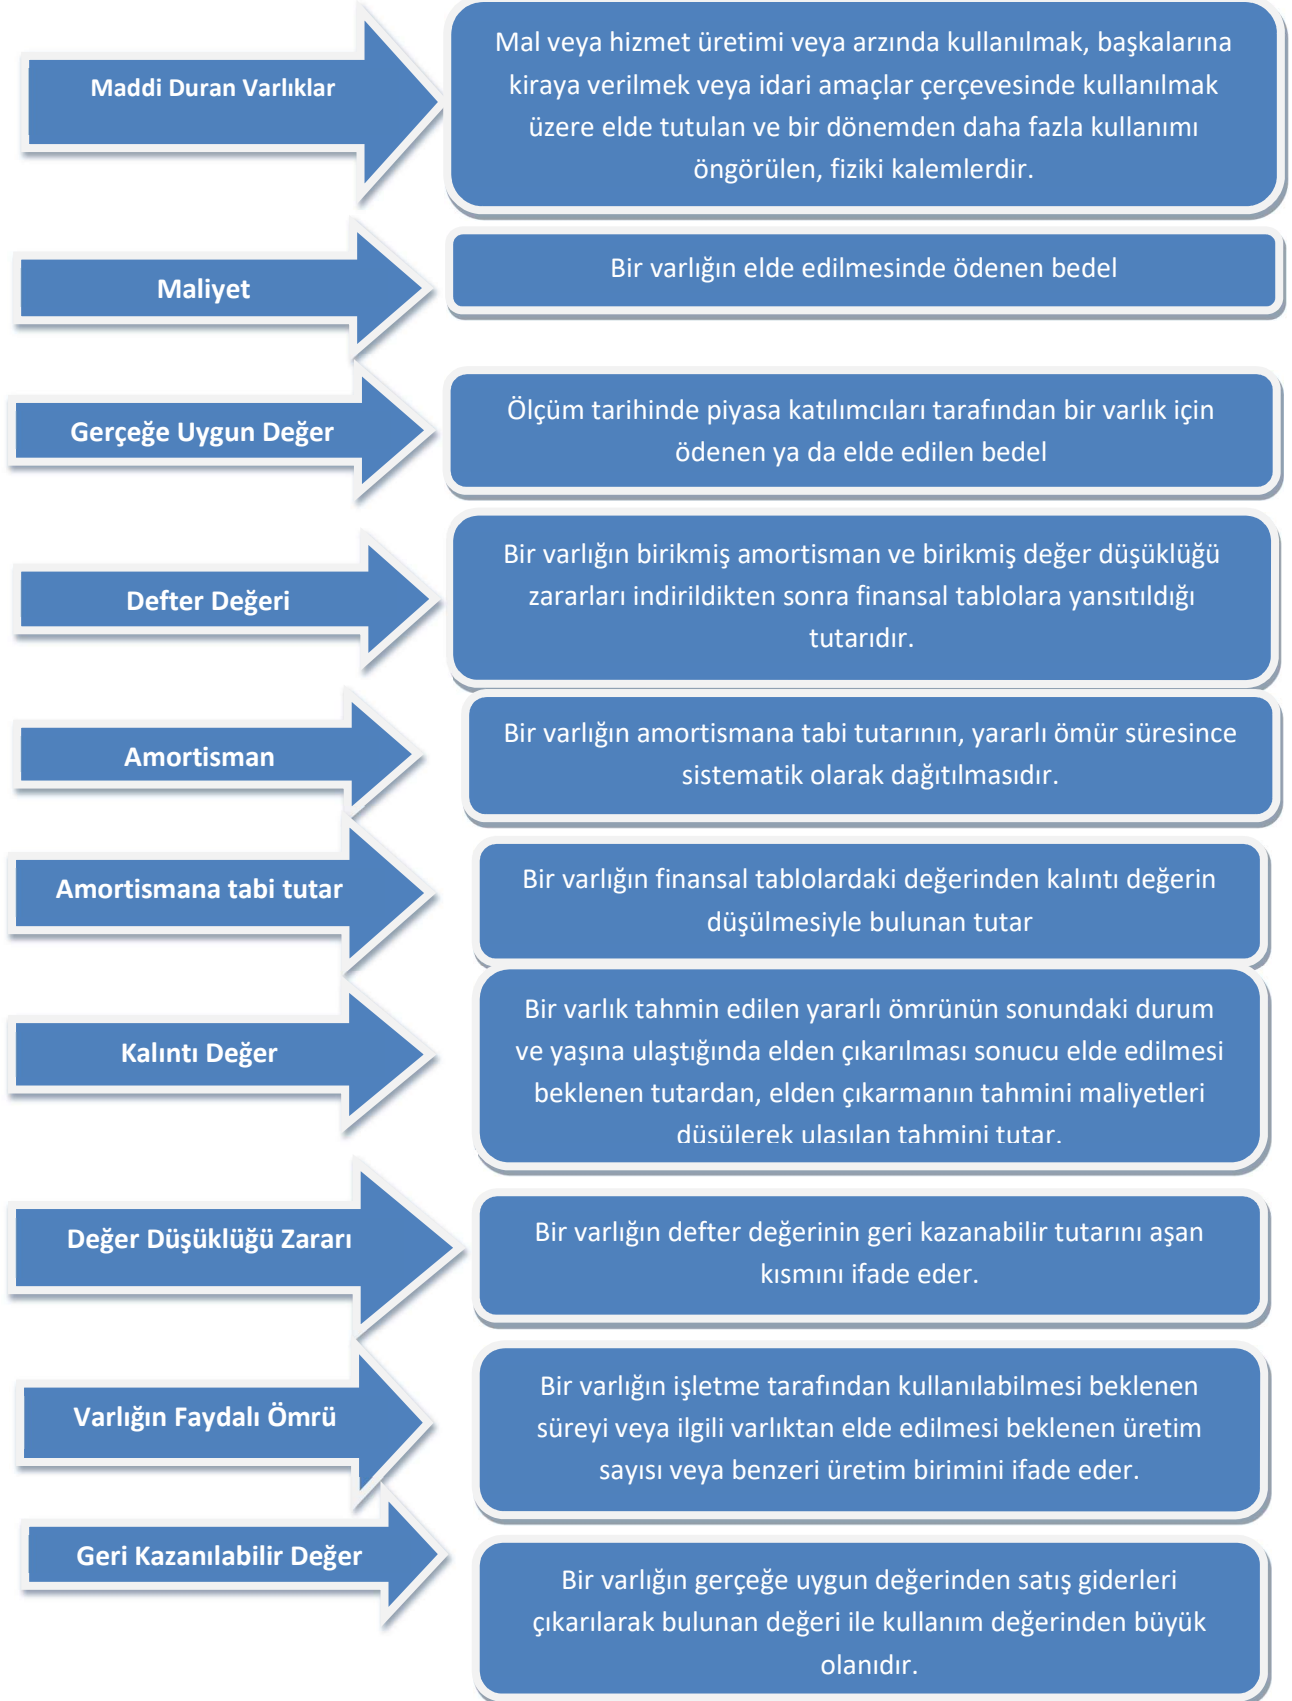 Maddi Duran Varlıklar
Mal veya hizmet üretimi veya arzında kullanılmak, başkalarına
kiraya verilmek veya idari amaçlar çerçevesinde kullanılmak
üzere elde tutulan ve bir dönemden daha fazla kullanımı
öngörülen, fiziki kalemlerdir.
Maliyet
Bir varlığın elde edilmesinde ödenen bedel
Gerçeğe Uygun Değer
Ölçüm tarihinde piyasa katılımcıları tarafından bir varlık için
ödenen ya da elde edilen bedel
Defter Değeri
Bir varlığın birikmiş amortisman ve birikmiş değer düşüklüğü
zararları indirildikten sonra finansal tablolara yansıtıldığı
tutarıdır.
Amortisman
Bir varlığın amortismana tabi tutarının, yararlı ömür süresince
sistematik olarak dağıtılmasıdır.
Amortismana tabi tutar
Bir varlığın finansal tablolardaki değerinden kalıntı değerin
düşülmesiyle bulunan tutar
Kalıntı Değer
Bir varlık tahmin edilen yararlı ömrünün sonundaki durum
ve yaşına ulaştığında elden çıkarılması sonucu elde edilmesi
beklenen tutardan, elden çıkarmanın tahmini maliyetleri
düşülerek ulaşılan tahmini tutar.
Değer Düşüklüğü Zararı
Bir varlığın defter değerinin geri kazanabilir tutarını aşan
kısmını ifade eder.
Varlığın Faydalı Ömrü
Bir varlığın işletme tarafından kullanılabilmesi beklenen
süreyi veya ilgili varlıktan elde edilmesi beklenen üretim
sayısı veya benzeri üretim birimini ifade eder.
Geri Kazanılabilir Değer
Bir varlığın gerçeğe uygun değerinden satış giderleri
çıkarılarak bulunan değeri ile kullanım değerinden büyük
olanıdır.